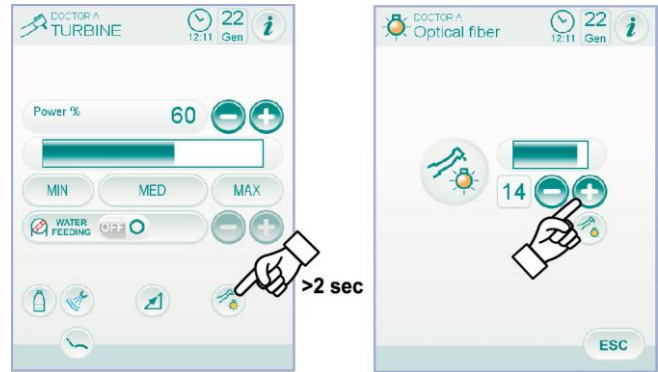 DOCTOR A
TURBINE
12:11
22
Gen
i
Power %
60
MIN
MED
MAX
WATER
FEEDING
OFF
>2 sec
DOCTOR A
Optical fiber
12:11
22
Gen
i
14
ESC